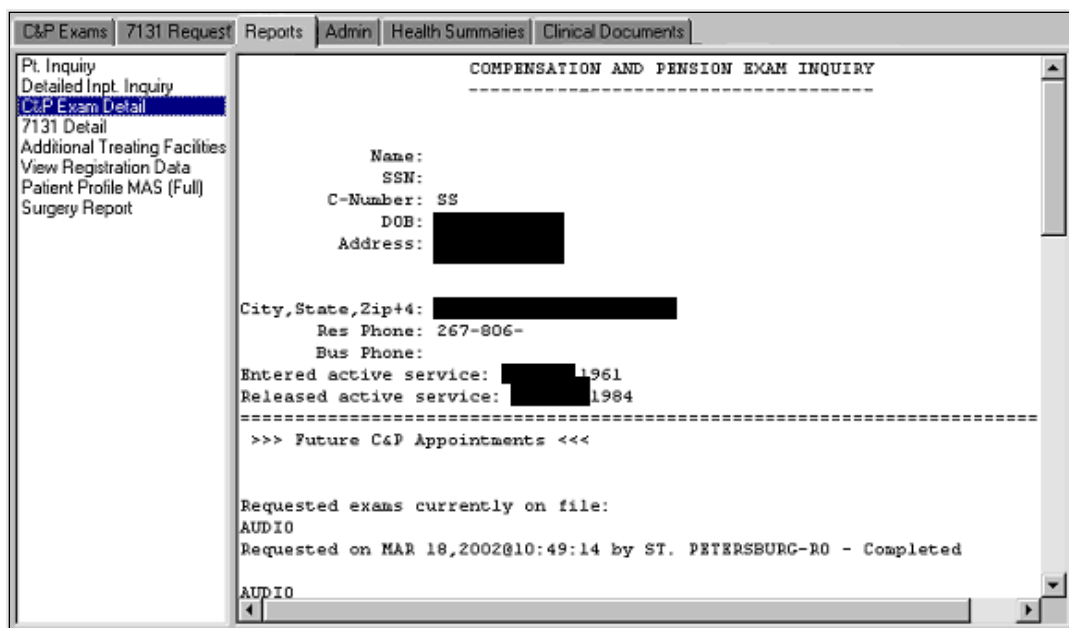 C&P Exams 7131 Request Reports Admin Health Summaries Clinical Documents
Pt. Inquiry
Detailed Inpt. Inquiry
C&P Exam Detail
7131 Detail
Additional Treating Facilities
View Registration Data
Patient Profile MAS (Full)
Surgery Report
COMPENSATION AND PENSION EXAM INQUIRY
-------------------------------------
Name:
SSN:
C-Number: SS
DOB:
Address:
City,State,Zip+4:
Res Phone: 267-806-
Bus Phone:
Entered active service: 1961
Released active service: 1984
==========================================================================
>>> Future C&P Appointments <<<
Requested exams currently on file:
AUDIO
Requested on MAR 18,2002@10:49:14 by ST. PETERSBURG-RO - Completed
AUDIO